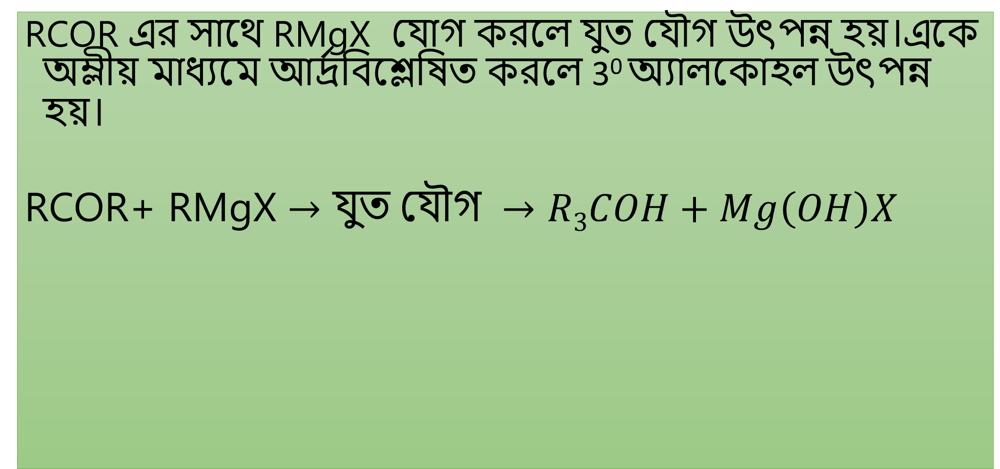 RCOR এর সাথে RMgX যোগ করলে যুত যৌগ উৎপন্ন হয়।একে
অম্লীয় মাধ্যমে আর্দ্রবিশ্লেষিত করলে 3⁰ অ্যালকোহল উৎপন্ন
হয়।
RCOR+ RMgX → যুত যৌগ → R₃COH + Mg(OH)X